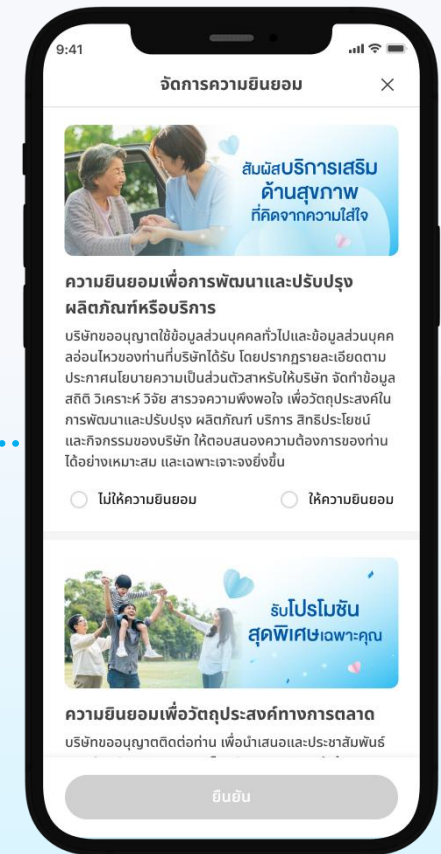 9:41
จัดการความยินยอม
สัมผัสบริการเสริม
ด้านสุขภาพ
ที่คิดจากความใส่ใจ
ความยินยอมเพื่อการพัฒนาและปรับปรุง
ผลิตภัณฑ์หรือบริการ
บริษัทขออนุญาตใช้ข้อมูลส่วนบุคคลทั่วไปและข้อมูลส่วนบุคค
ลอ่อนไหวของท่านที่บริษัทได้รับ โดยปรากฎรายละเอียดตาม
ประกาศนโยบายความเป็นส่วนตัวสาหรับให้บริษัท จัดทำข้อมูล
สถิติ วิเคราะห์ วิจัย สารวจความพึงพอใจ เพื่อวัตถุประสงค์ใน
การพัฒนาและปรับปรุง ผลิตภัณฑ์ บริการ สิทธิประโยชน์
และกิจกรรมของบริษัท ให้ตอบสนองความต้องการของท่าน
ได้อย่างเหมาะสม และเฉพาะเจาะจงยิ่งขึ้น
ไม่ให้ความยินยอม ให้ความยินยอม
รับโปรโมชัน
สุดพิเศษเฉพาะคุณ
ความยินยอมเพื่อวัตถุประสงค์ทางการตลาด
บริษัทขออนุญาตติดต่อท่าน เพื่อนำเสนอและประชาสัมพันธ์
ยืนยัน